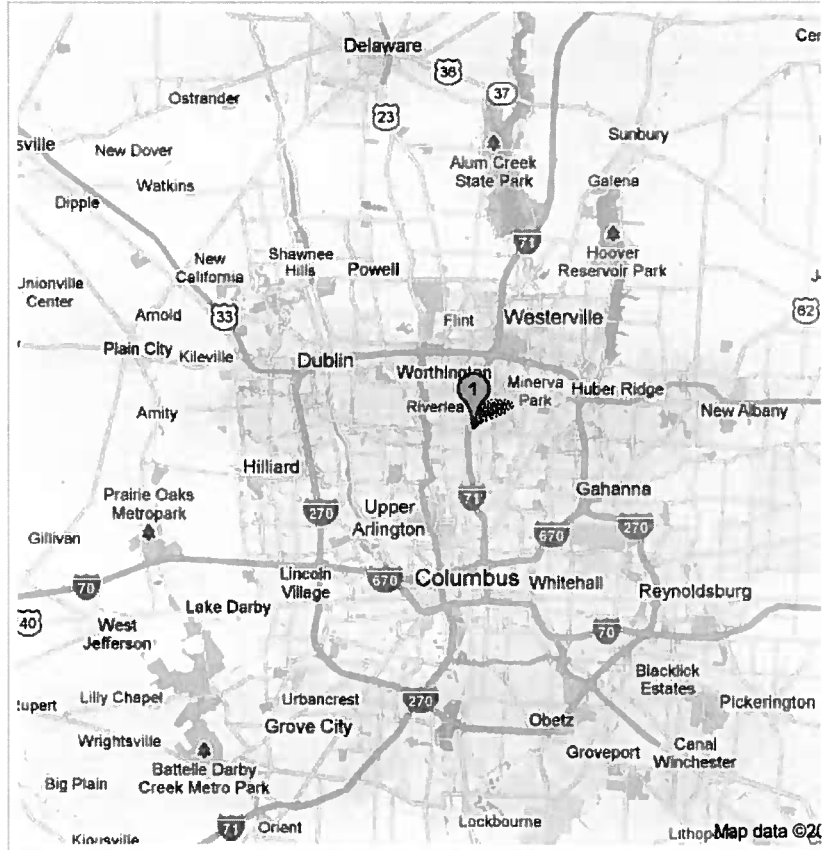 Delaware
Cer
36
37
Ostrander
23
Sunbury
sville
New Dover
Alum Creek
State Park
Watkins
Galena
Dipple
71
Hoover
Reservoir Park
New
California
Shawnee
Hills
Powell
Unionville
Center
Arnold
33
Flint
Westerville
62
Plain City
Kileville
Dublin
Worthington
1
Minerva
Park
Huber Ridge
Riverlea
New Albany
Amity
Hilliard
Prairie Oaks
Metropark
71
Gahanna
270
Upper
Arlington
670
270
Gillivan
70
Lincoln
Village
670
Columbus
Whitehall
Reynoldsburg
Lake Darby
40
West
Jefferson
70
Blacklick
Estates
Lilly Chapel
Urbancrest
270
Pickerington
Grove City
Obetz
Wrightsville
Groveport
Canal
Winchester
Battelle Darby
Creek Metro Park
Big Plain
71
Orient
Lockbourne
Kiousville
Map data ©20